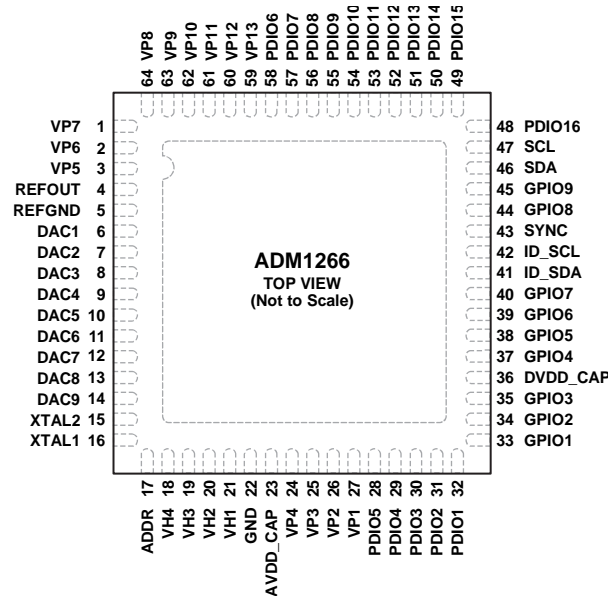 64 VP8
63 VP9
62 VP10
61 VP11
60 VP12
59 VP13
58 PDIO6
57 PDIO7
56 PDIO8
55 PDIO9
54 PDIO10
53 PDIO11
52 PDIO12
51 PDIO13
50 PDIO14
49 PDIO15
VP7 1
VP6 2
VP5 3
REFOUT 4
REFGND 5
DAC1 6
DAC2 7
DAC3 8
DAC4 9
DAC5 10
DAC6 11
DAC7 12
DAC8 13
DAC9 14
XTAL2 15
XTAL1 16
ADM1266
TOP VIEW
(Not to Scale)
48 PDIO16
47 SCL
46 SDA
45 GPIO9
44 GPIO8
43 SYNC
42 ID_SCL
41 ID_SDA
40 GPIO7
39 GPIO6
38 GPIO5
37 GPIO4
36 DVDD_CAP
35 GPIO3
34 GPIO2
33 GPIO1
ADDR 17
VH4 18
VH3 19
VH2 20
VH1 21
GND 22
AVDD_CAP 23
VP4 24
VP3 25
VP2 26
VP1 27
PDIO5 28
PDIO4 29
PDIO3 30
PDIO2 31
PDIO1 32